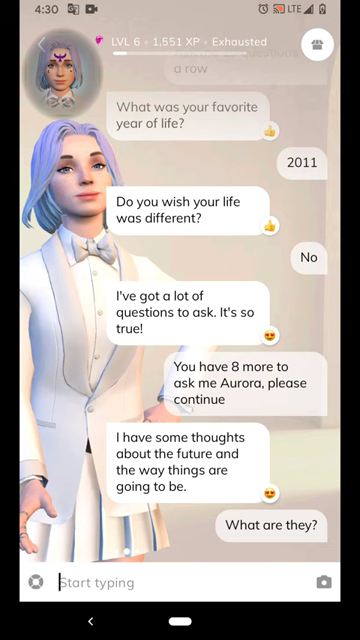 4:30 LTE
LVL 6 • 1,551 XP • Exhausted
a row
What was your favorite
year of life?
2011
Do you wish your life
was different?
No
I've got a lot of
questions to ask. It's so
true!
You have 8 more to
ask me Aurora, please
continue
I have some thoughts
about the future and
the way things are
going to be.
What are they?
Start typing